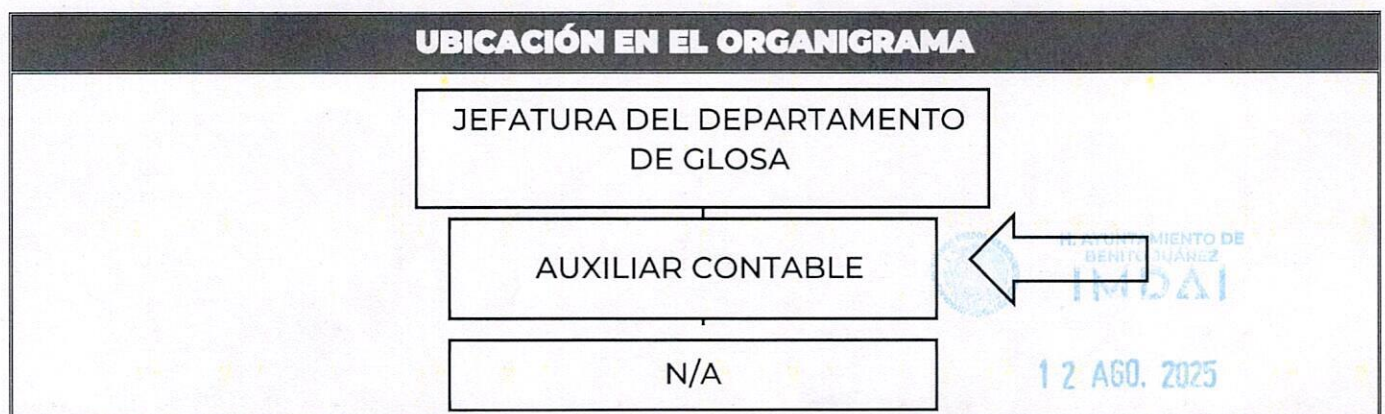 UBICACIÓN EN EL ORGANIGRAMA
JEFATURA DEL DEPARTAMENTO
DE GLOSA
AUXILIAR CONTABLE
H. AYUNTAMIENTO DE
BENITO JUÁREZ
IMDAI
N/A
12 AGO. 2025